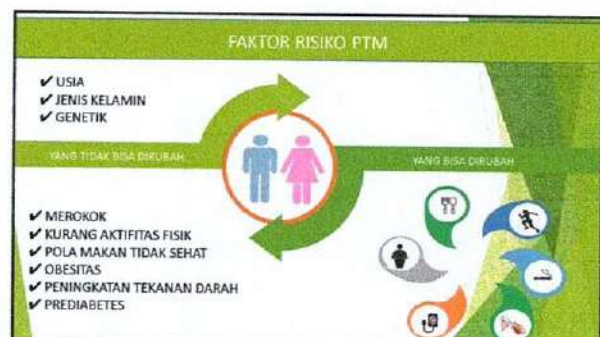 FAKTOR RISIKO PTM
✔ USIA
✔ JENIS KELAMIN
✔ GENETIK
YANG TIDAK BISA DIRUBAH
YANG BISA DIRUBAH
✔ MEROKOK
✔ KURANG AKTIFITAS FISIK
✔ POLA MAKAN TIDAK SEHAT
✔ OBESITAS
✔ PENINGKATAN TEKANAN DARAH
✔ PREDIABETES